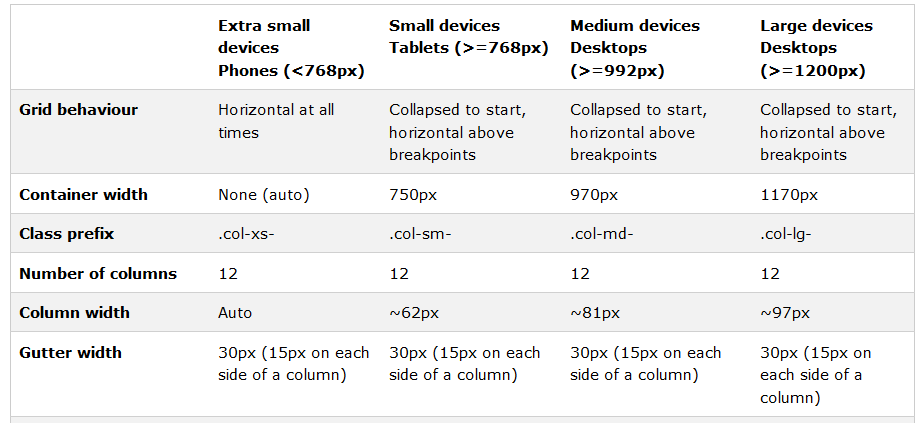 Extra small devices Phones (<768px)
Small devices Tablets (>=768px)
Medium devices Desktops (>=992px)
Large devices Desktops (>=1200px)
Grid behaviour
Horizontal at all times
Collapsed to start, horizontal above breakpoints
Collapsed to start, horizontal above breakpoints
Collapsed to start, horizontal above breakpoints
Container width
None (auto)
750px
970px
1170px
Class prefix
.col-xs-
.col-sm-
.col-md-
.col-lg-
Number of columns
12
12
12
12
Column width
Auto
~62px
~81px
~97px
Gutter width
30px (15px on each side of a column)
30px (15px on each side of a column)
30px (15px on each side of a column)
30px (15px on each side of a column)